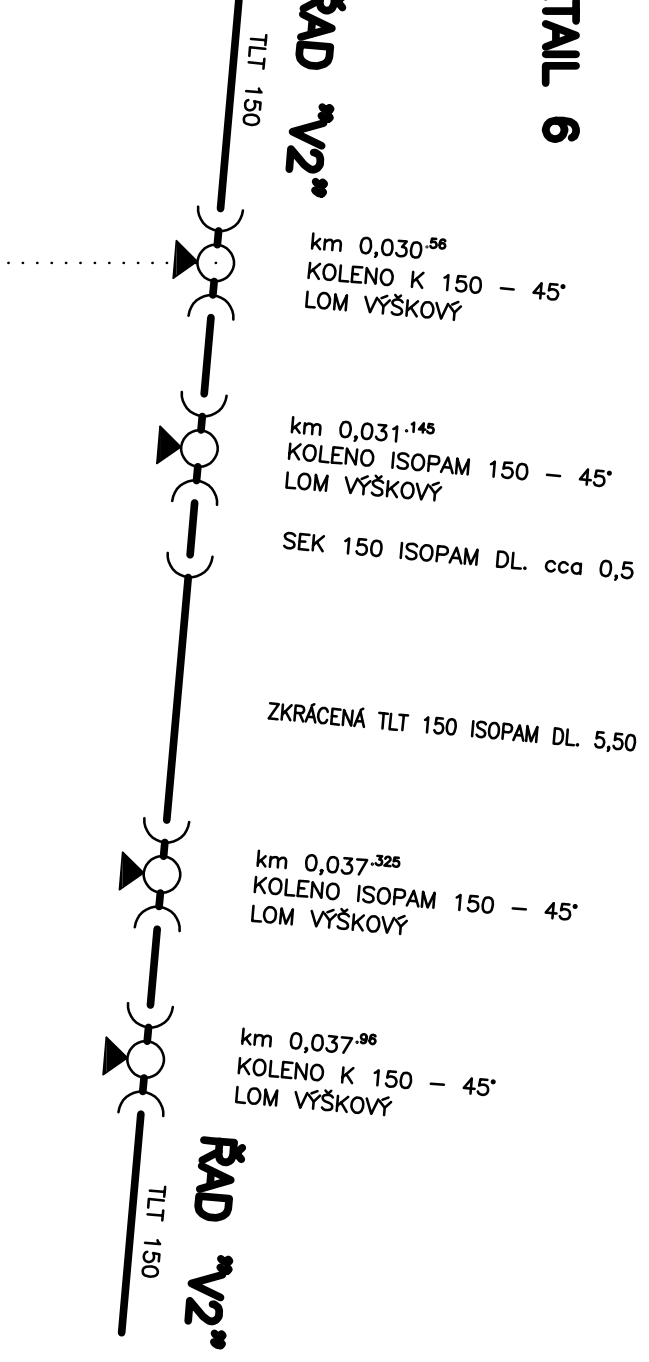 TAIL 6
ŘAD "V2"
TLT 150
km 0,030.56
KOLENO K 150 – 45°
LOM VÝŠKOVÝ
km 0,031.145
KOLENO ISOPAM 150 – 45°
LOM VÝŠKOVÝ
SEK 150 ISOPAM DL. cca 0,5
ZKRÁCENÁ TLT 150 ISOPAM DL. 5,50
km 0,037.325
KOLENO ISOPAM 150 – 45°
LOM VÝŠKOVÝ
km 0,037.96
KOLENO K 150 – 45°
LOM VÝŠKOVÝ
ŘAD "V2"
TLT 150